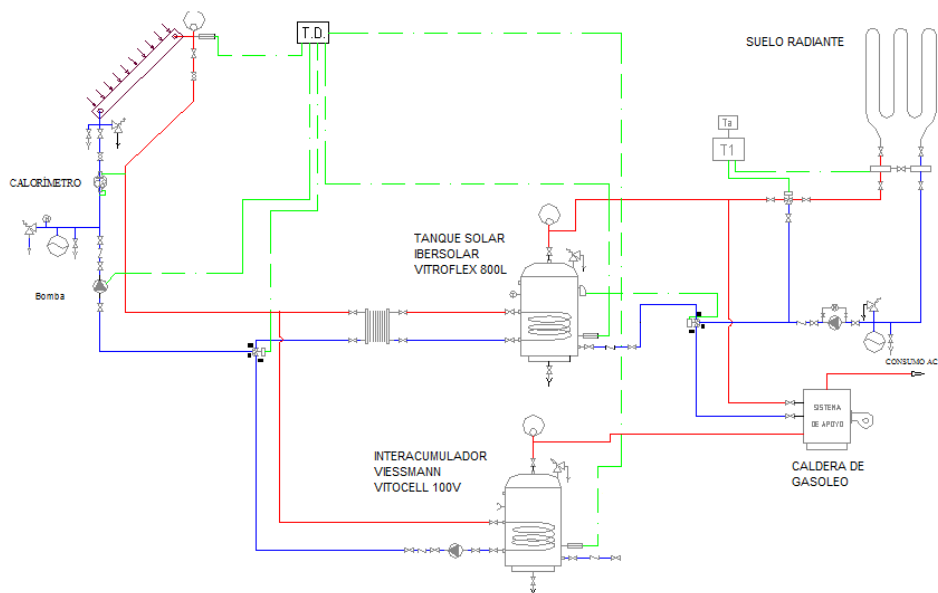 T.D.
SUELO RADIANTE
Ta
T1
CALORÍMETRO
TANQUE SOLAR
IBERSOLAR
VITROFLEX 800L
Bomba
CONSUMO AC
SISTEMA
DE APOYO
INTERACUMULADOR
VIESSMANN
VITOCELL 100V
CALDERA DE
GASOLEO